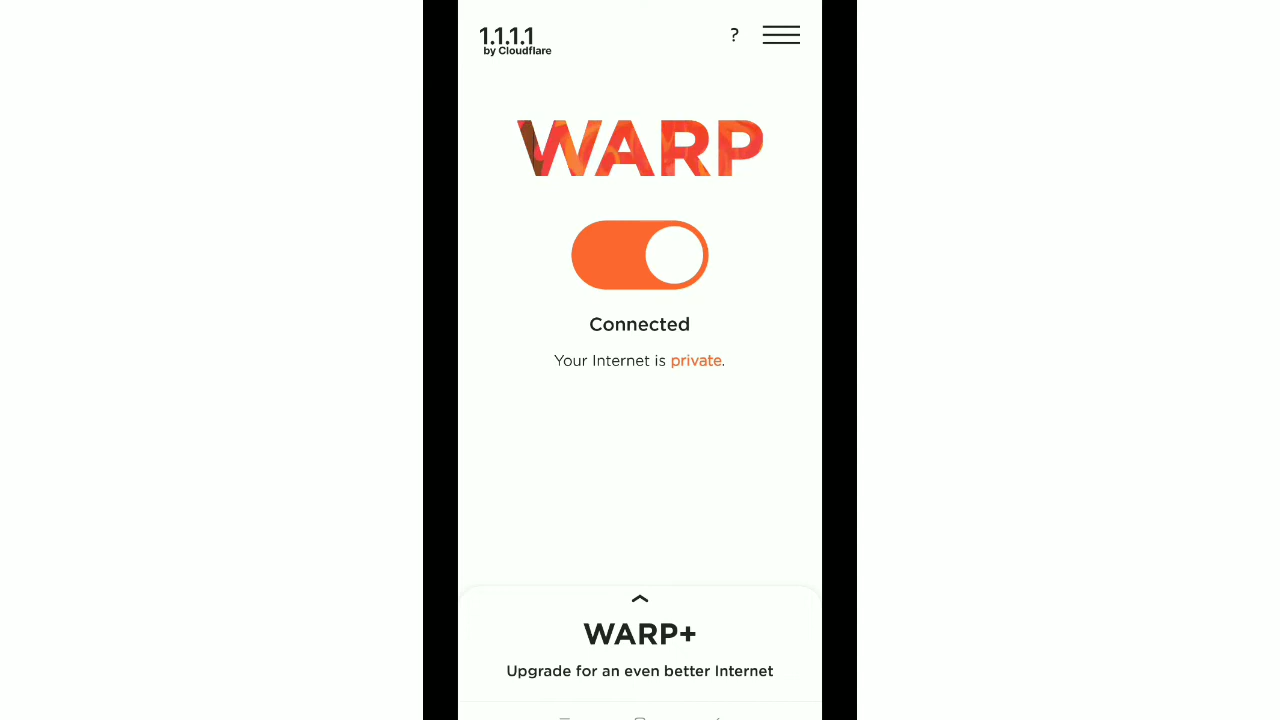 1.1.1.1
by Cloudflare
?
WARP
Connected
Your Internet is private.
WARP+
Upgrade for an even better Internet